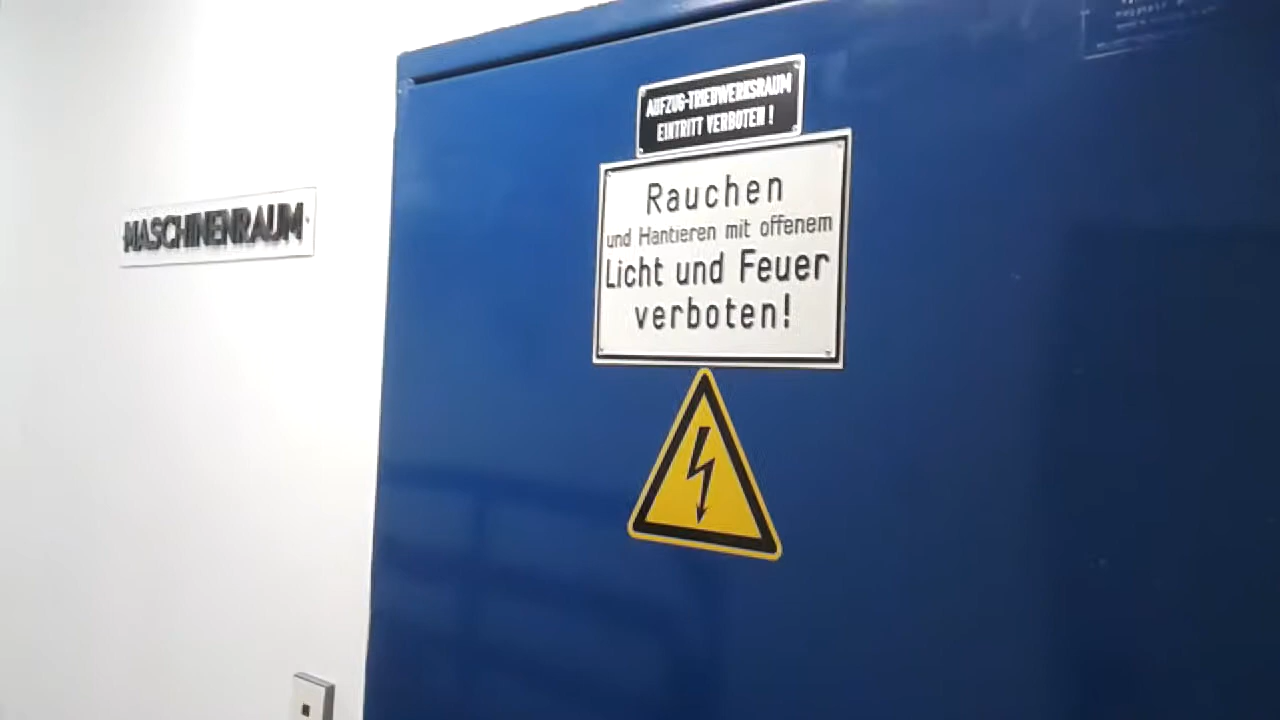 MASCHINENRAUM
AUFZUG-TRIEBWERKSRAUM
EINTRITT VERBOTEN !
Rauchen
und Hantieren mit offenem
Licht und Feuer
verboten!